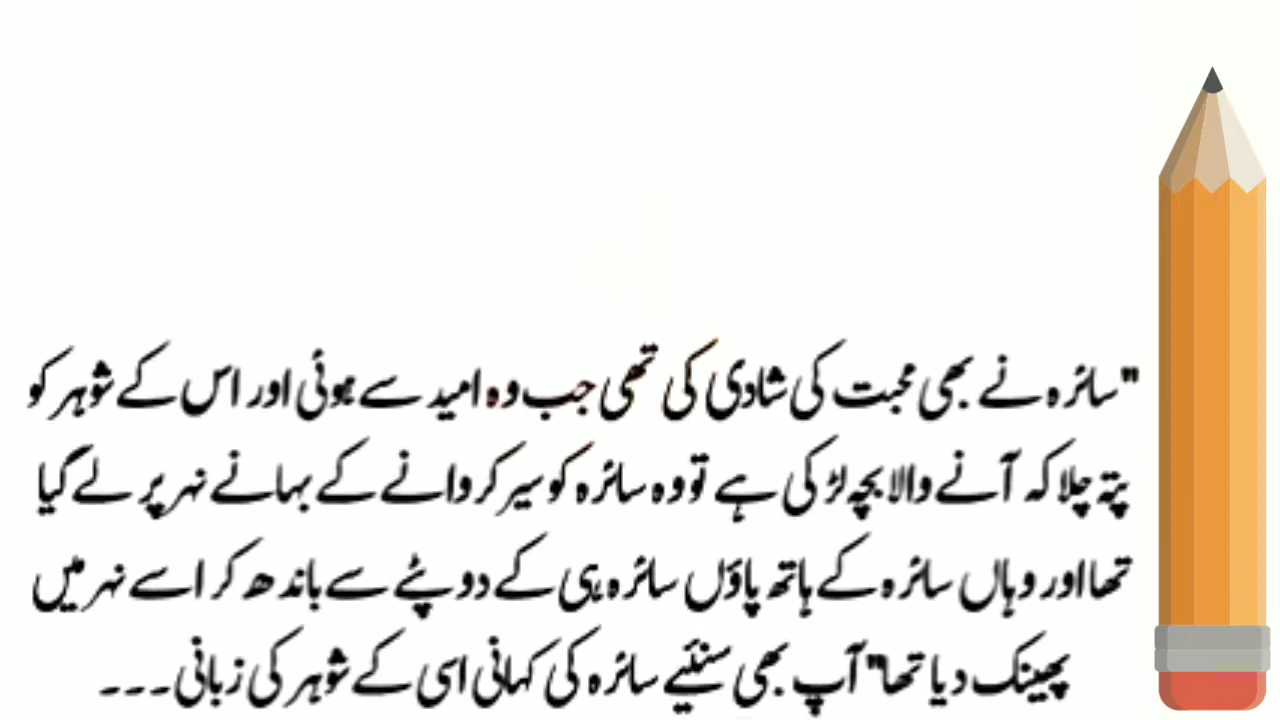 "سائرہ نے بھی محبت کی شادی کی تھی جب وہ امید سے ہوئی اور اس کے شوہر کو
پتہ چلا کہ آنے والا بچہ لڑکی ہے تو وہ سائرہ کو سیر کروانے کے بہانے نہر پر لے گیا
تھا اور وہاں سائرہ کے ہاتھ پاؤں سائرہ ہی کے دوپٹے سے باندھ کر اسے نہر میں
پھینک دیا تھا" آپ بھی سنئیے سائرہ کی کہانی اسی کے شوہر کی زبانی۔۔۔